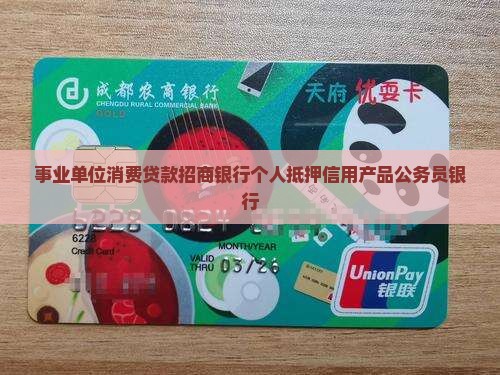 成都农商银行
CHENGDU RURAL COMMERCIAL BANK
GOLD
天府 优耍卡
事业单位消费贷款招商银行个人抵押信用产品公务员银
行
6228
Credit Card
MONTH/YEAR
VALID
THRU 03/26
UnionPay
银联